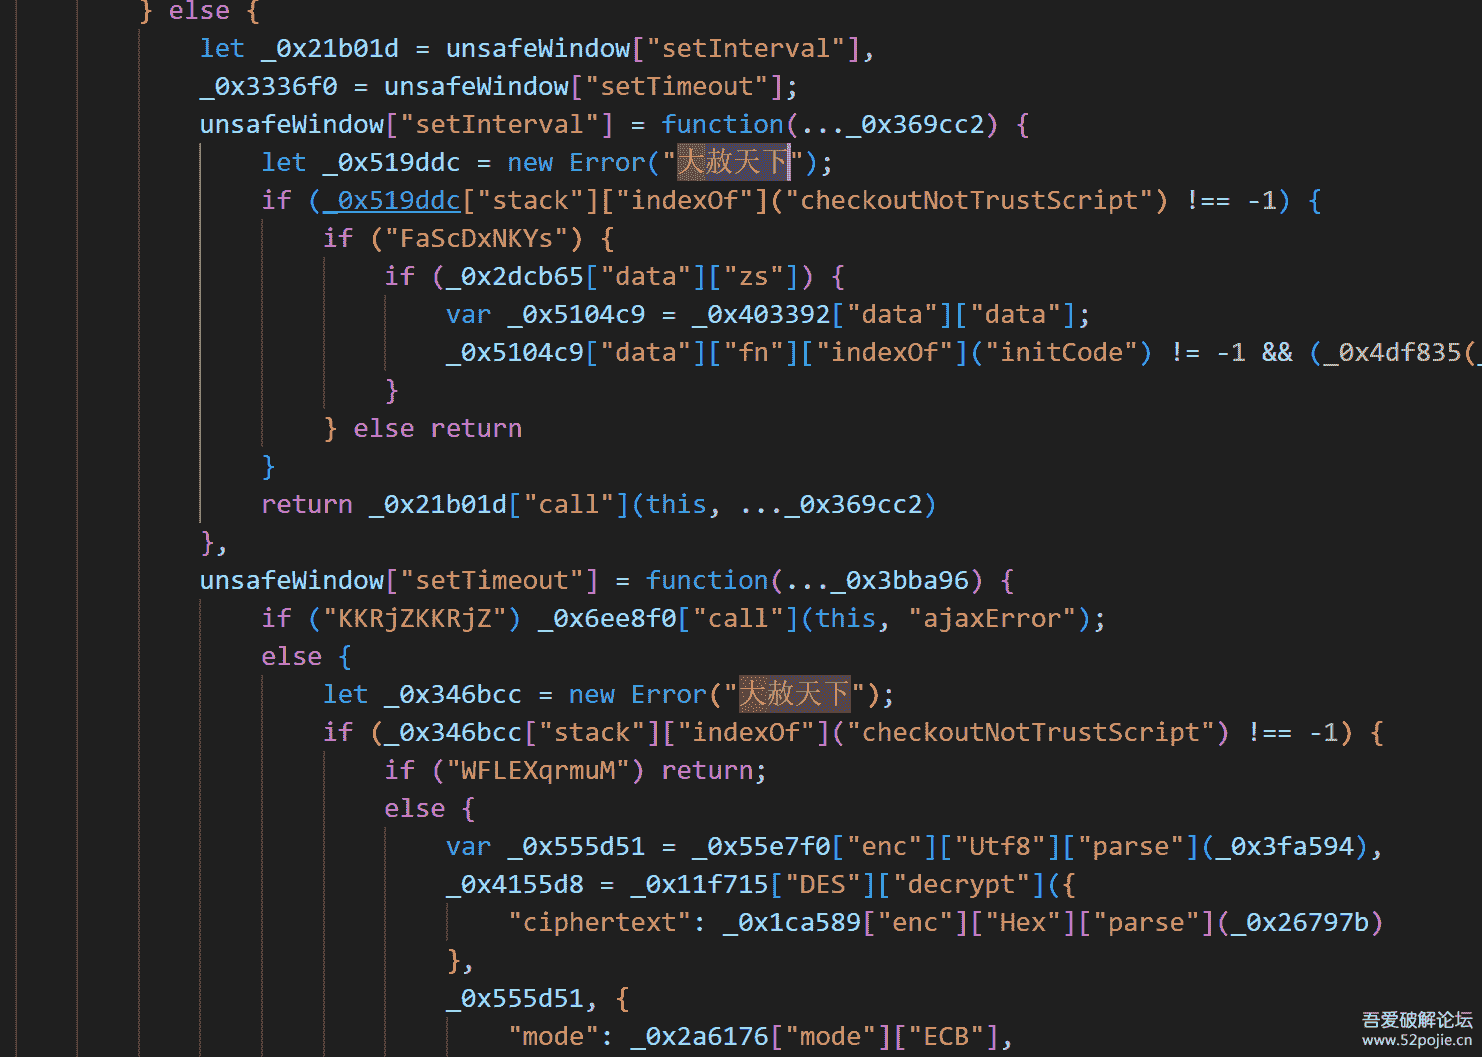 } else {
let _0x21b01d = unsafeWindow["setInterval"],
_0x3336f0 = unsafeWindow["setTimeout"];
unsafeWindow["setInterval"] = function(..._0x369cc2) {
let _0x519ddc = new Error("大赦天下");
if (_0x519ddc["stack"]["indexOf"]("checkoutNotTrustScript") !== -1) {
if ("FaScDxNKYs") {
if (_0x2dcb65["data"]["zs"]) {
var _0x5104c9 = _0x403392["data"]["data"];
_0x5104c9["data"]["fn"]["indexOf"]("initCode") != -1 && (_0x4df835(_
}
} else return
}
return _0x21b01d["call"](this, ..._0x369cc2)
},
unsafeWindow["setTimeout"] = function(..._0x3bba96) {
if ("KKRjZKKRjZ") _0x6ee8f0["call"](this, "ajaxError");
else {
let _0x346bcc = new Error("大赦天下");
if (_0x346bcc["stack"]["indexOf"]("checkoutNotTrustScript") !== -1) {
if ("WFLEXqrmuM") return;
else {
var _0x555d51 = _0x55e7f0["enc"]["Utf8"]["parse"](_0x3fa594),
_0x4155d8 = _0x11f715["DES"]["decrypt"]({
"ciphertext": _0x1ca589["enc"]["Hex"]["parse"](_0x26797b)
},
_0x555d51, {
"mode": _0x2a6176["mode"]["ECB"],
吾爱破解论坛
www.52pojie.cn